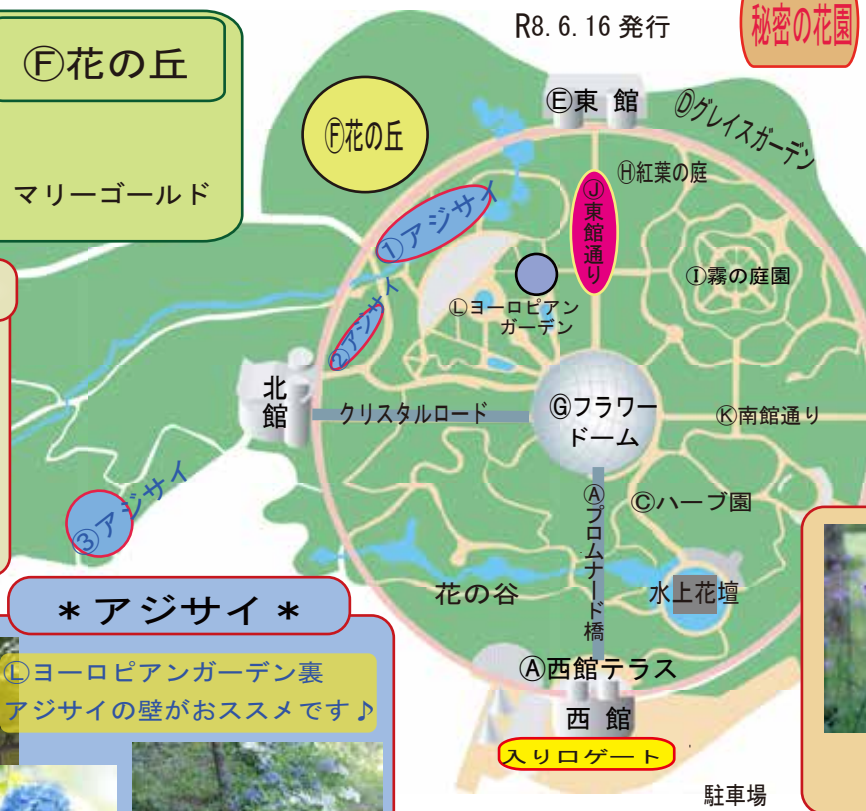 R8.6.16発行
秘密の花園
Ⓕ花の丘
マリーゴールド
Ⓕ花の丘
Ⓔ東館
Ⓓグレイスガーデン
Ⓗ紅葉の庭
Ⓙ東館通り
①アジサイ
②アジサイ
Ⓘ霧の庭園
Ⓛヨーロピアン
ガーデン
北館
クリスタルロード
Ⓖフラワー
ドーム
Ⓚ南館通り
③アジサイ
Ⓐプロムナード橋
Ⓒハーブ園
花の谷
水上花壇
Ⓐ西館テラス
西館
入り口ゲート
駐車場
*アジサイ*
Ⓛヨーロピアンガーデン裏
アジサイの壁がおススメです♪